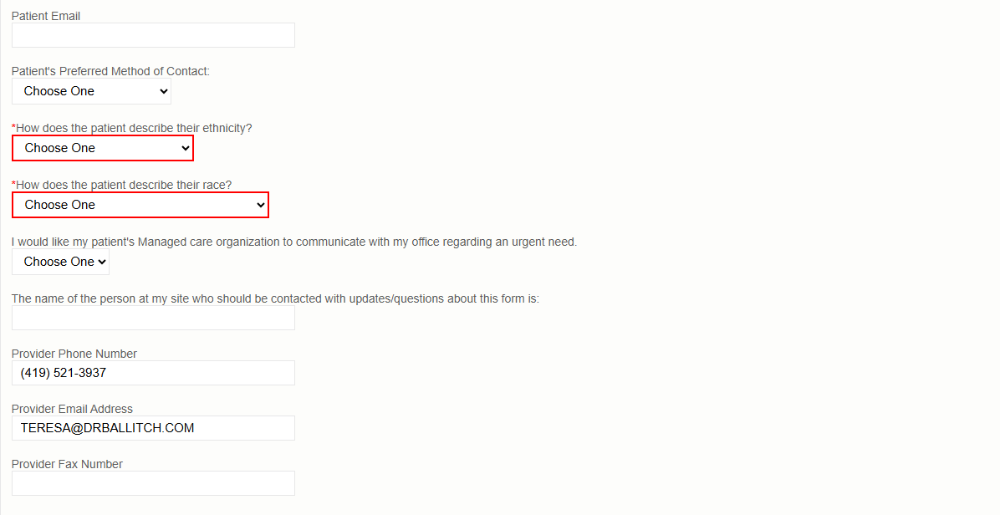 Patient Email
Patient's Preferred Method of Contact:
Choose One
*How does the patient describe their ethnicity?
Choose One
*How does the patient describe their race?
Choose One
I would like my patient's Managed care organization to communicate with my office regarding an urgent need.
Choose One
The name of the person at my site who should be contacted with updates/questions about this form is:
Provider Phone Number
(419) 521-3937
Provider Email Address
TERESA@DRBALLITCH.COM
Provider Fax Number